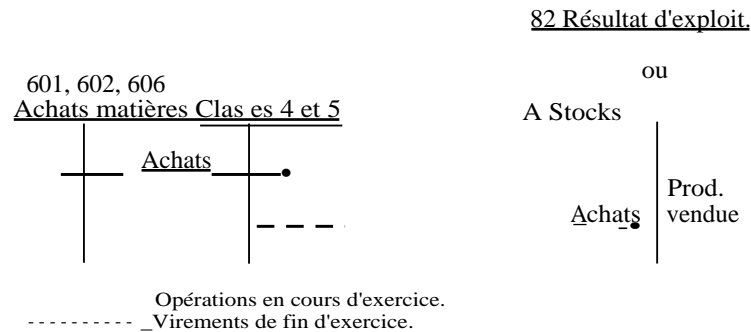 82 Résultat d'exploit.
ou
601, 602, 606
Achats matières Clas es 4 et 5
A Stocks
Achats
Prod.
Achats vendue
Opérations en cours d'exercice.
Virements de fin d'exercice.